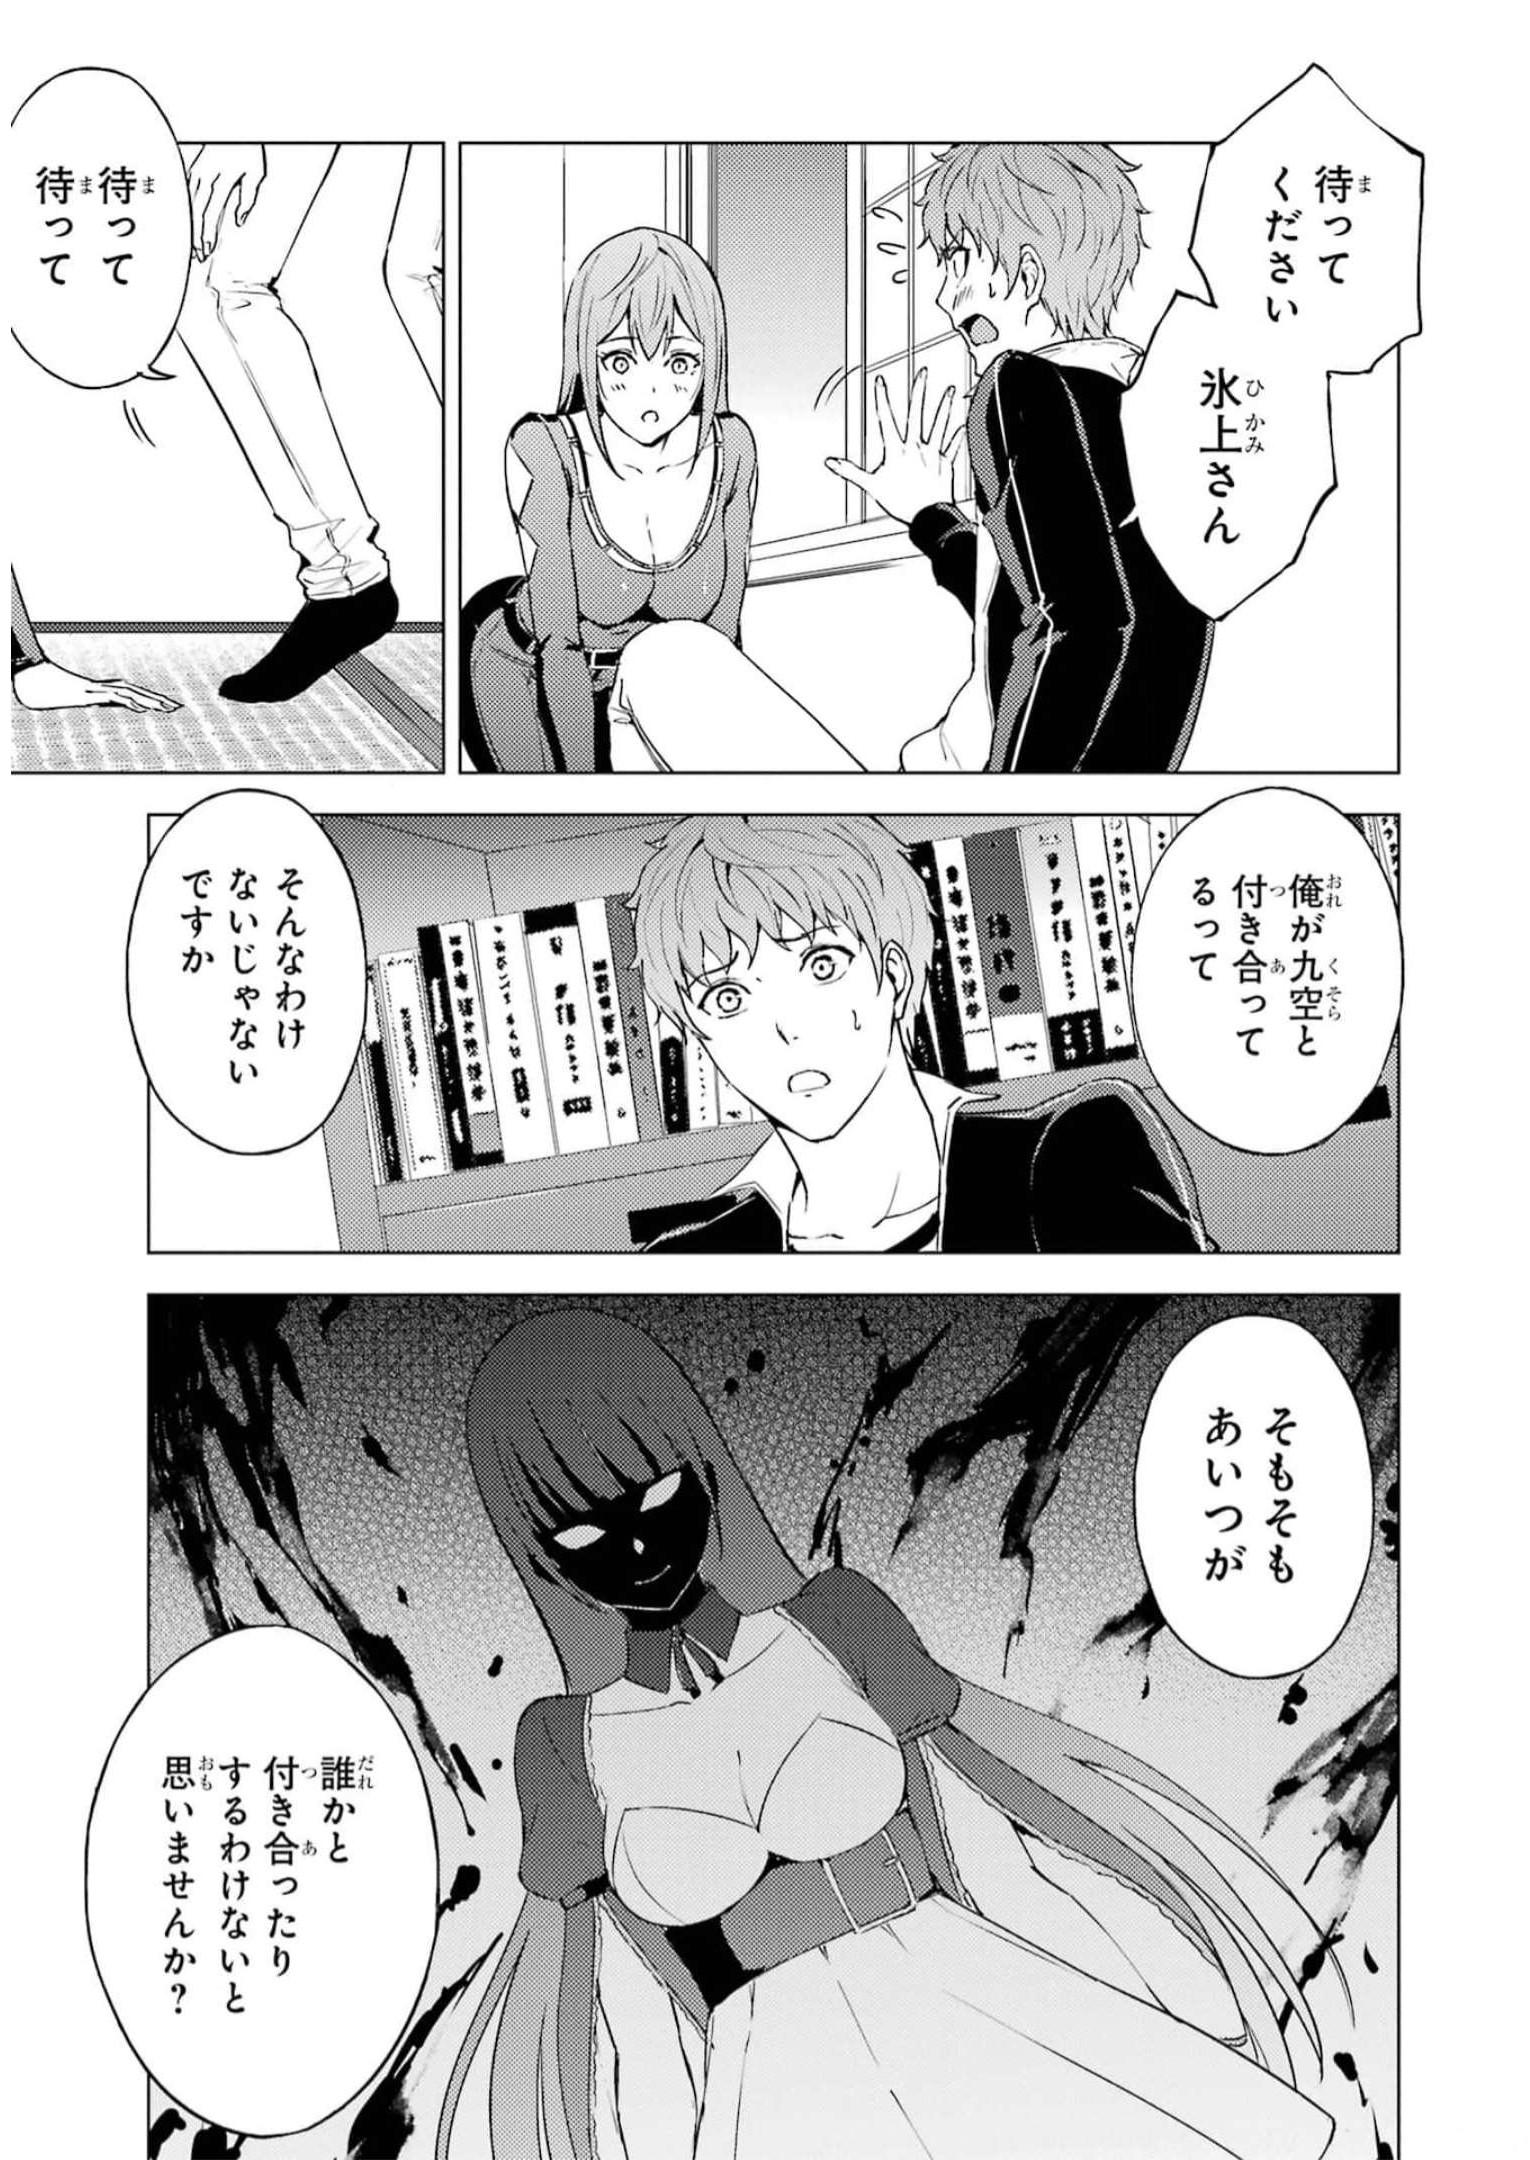 待って
ください
氷上さん
待って
待って
俺が九空と
付き合って
るって
そんなわけ
ないじゃない
ですか
そもそも
あいつが
誰かと
付き合ったり
するわけないと
思いませんか？